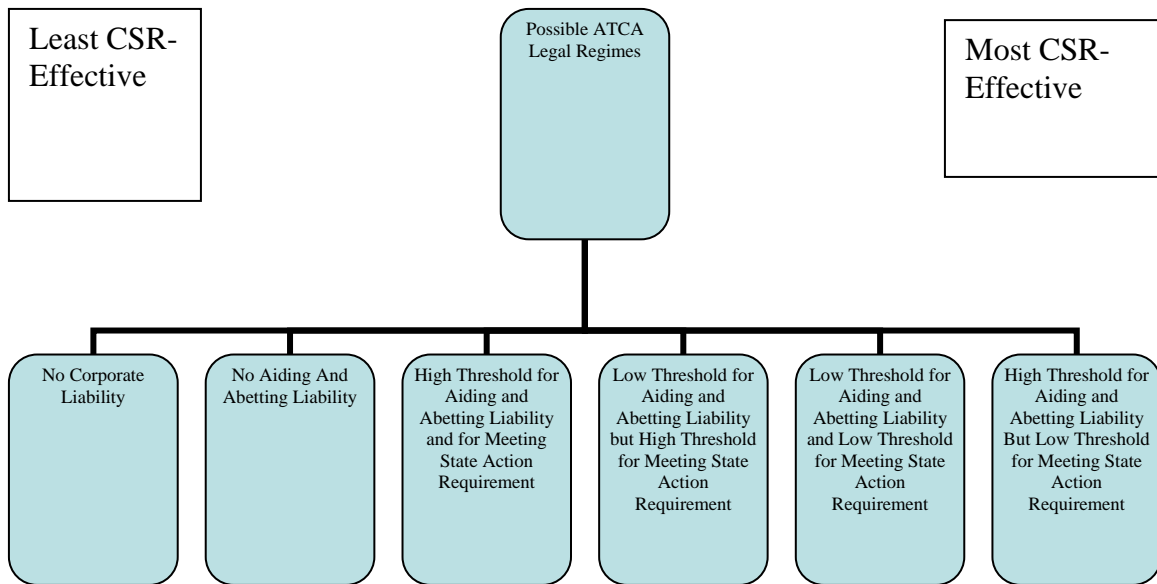 Least CSR-
Effective
Possible ATCA
Legal Regimes
Most CSR-
Effective
No Corporate
Liability
No Aiding And
Abetting Liability
High Threshold for
Aiding and
Abetting Liability
and for Meeting
State Action
Requirement
Low Threshold for
Aiding and
Abetting Liability
but High Threshold
for Meeting State
Action
Requirement
Low Threshold for
Aiding and
Abetting Liability
and Low Threshold
for Meeting State
Action
Requirement
High Threshold for
Aiding and
Abetting Liability
But Low Threshold
for Meeting State
Action
Requirement